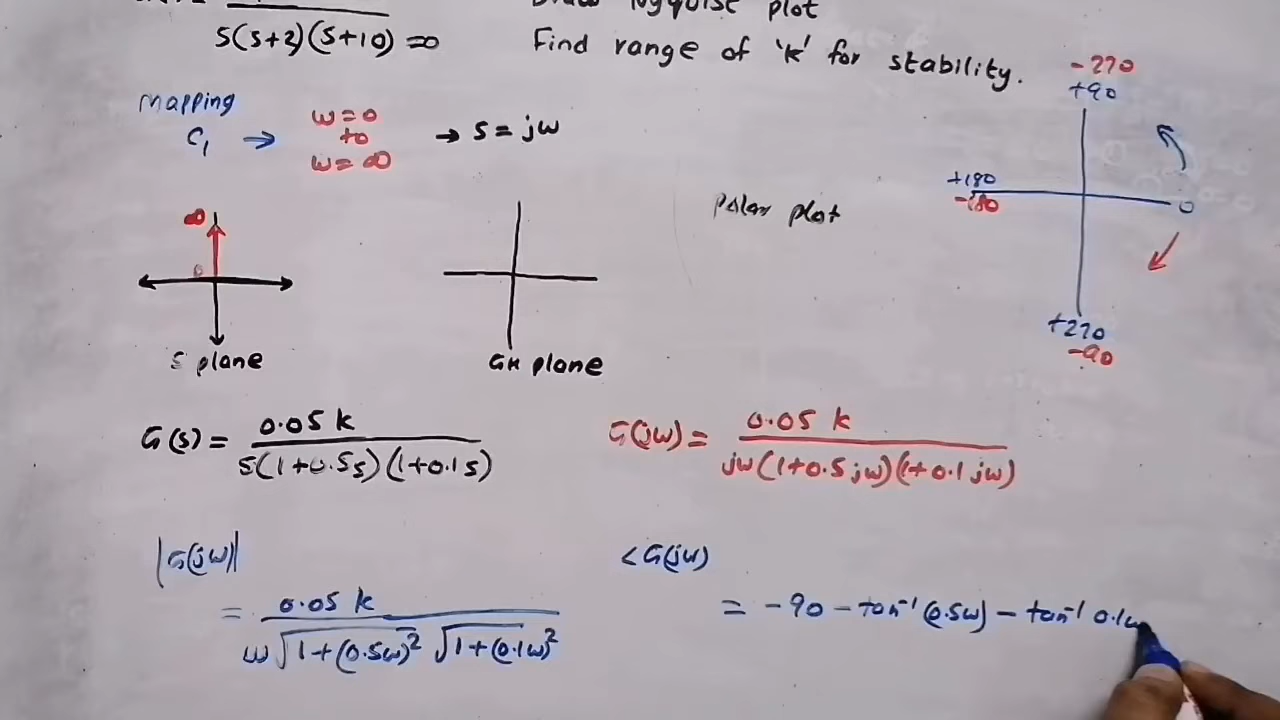 Draw Nyquist plot
s(s+2)(s+10) =0
Find range of 'k' for stability.
mapping
C₁ → ω=0 to ω=∞ → s = jω
-270
+90
+180
-180
0
+270
-90
Polar plot
∞
0
S plane
GH plane
G(s) = 0.05 k / s(1+0.5s)(1+0.1s)
G(jω) = 0.05 k / jω(1+0.5jω)(1+0.1jω)
|G(jω)|
= 0.05 k / ω√1+(0.5ω)² √1+(0.1ω)²
<G(jω)
= -90 - tan⁻¹(0.5ω) - tan⁻¹ 0.1ω